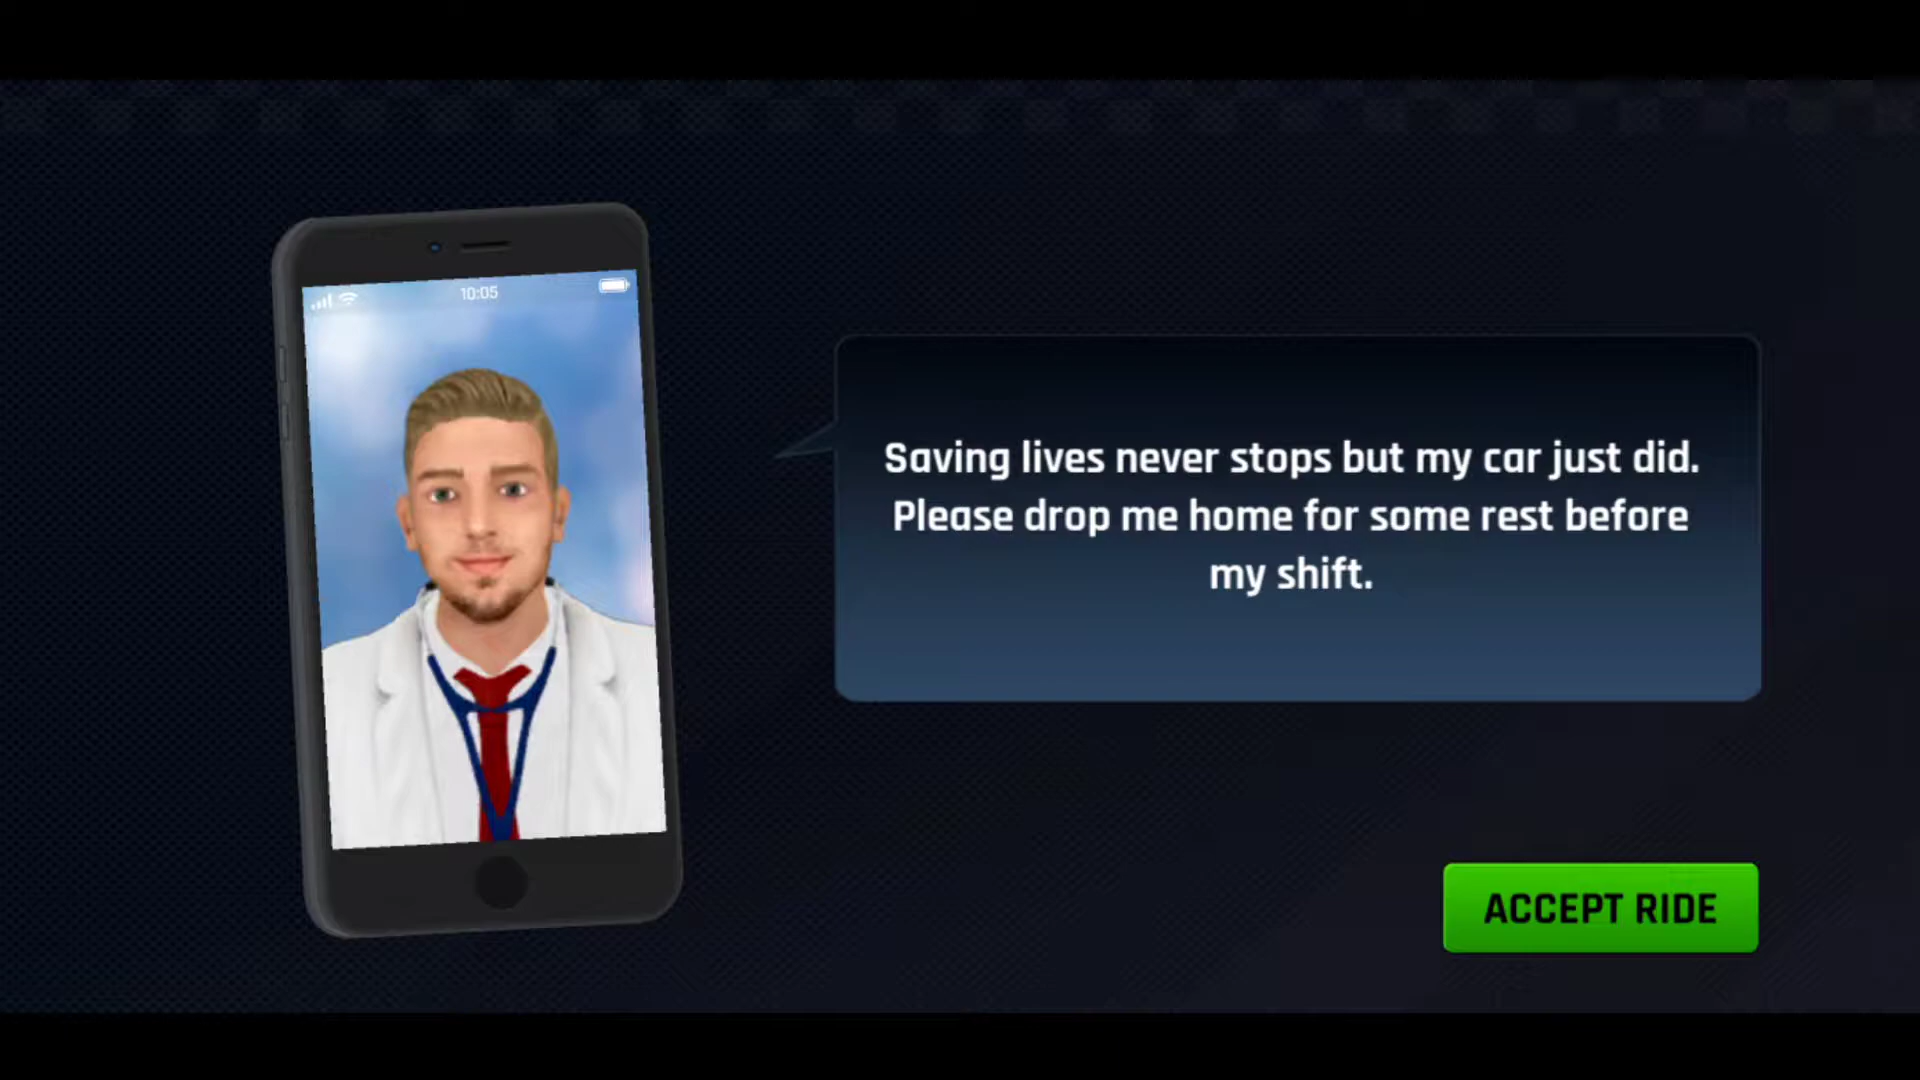 10:05
Saving lives never stops but my car just did.
Please drop me home for some rest before
my shift.
ACCEPT RIDE